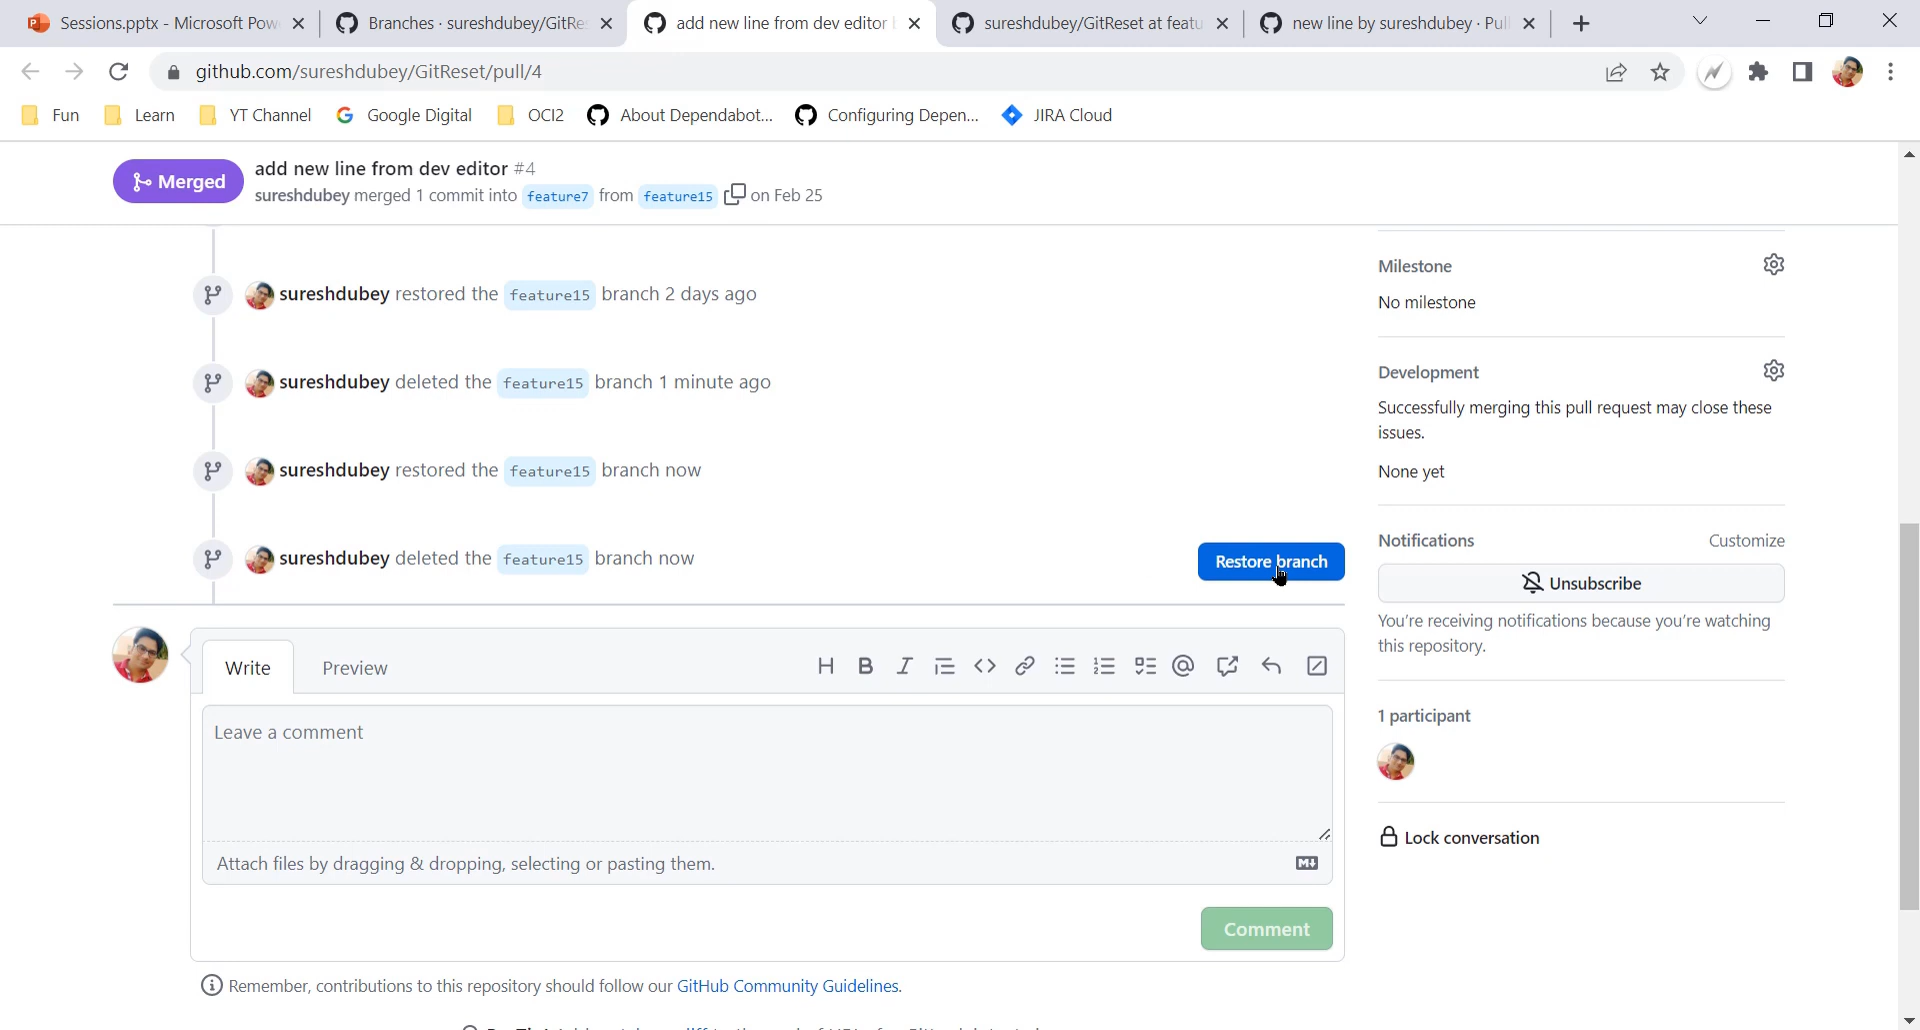 Sessions.pptx - Microsoft Pow
Branches · sureshdubey/GitRes
add new line from dev editor
sureshdubey/GitReset at featu
new line by sureshdubey · Pull
github.com/sureshdubey/GitReset/pull/4
Fun
Learn
YT Channel
Google Digital
OCI2
About Dependabot...
Configuring Depen...
JIRA Cloud
Merged
add new line from dev editor #4
sureshdubey merged 1 commit into feature7 from feature15 on Feb 25
sureshdubey restored the feature15 branch 2 days ago
sureshdubey deleted the feature15 branch 1 minute ago
sureshdubey restored the feature15 branch now
sureshdubey deleted the feature15 branch now
Restore branch
Write
Preview
Leave a comment
Attach files by dragging & dropping, selecting or pasting them.
Comment
Remember, contributions to this repository should follow our GitHub Community Guidelines.
Milestone
No milestone
Development
Successfully merging this pull request may close these
issues.
None yet
Notifications
Customize
Unsubscribe
You're receiving notifications because you're watching
this repository.
1 participant
Lock conversation